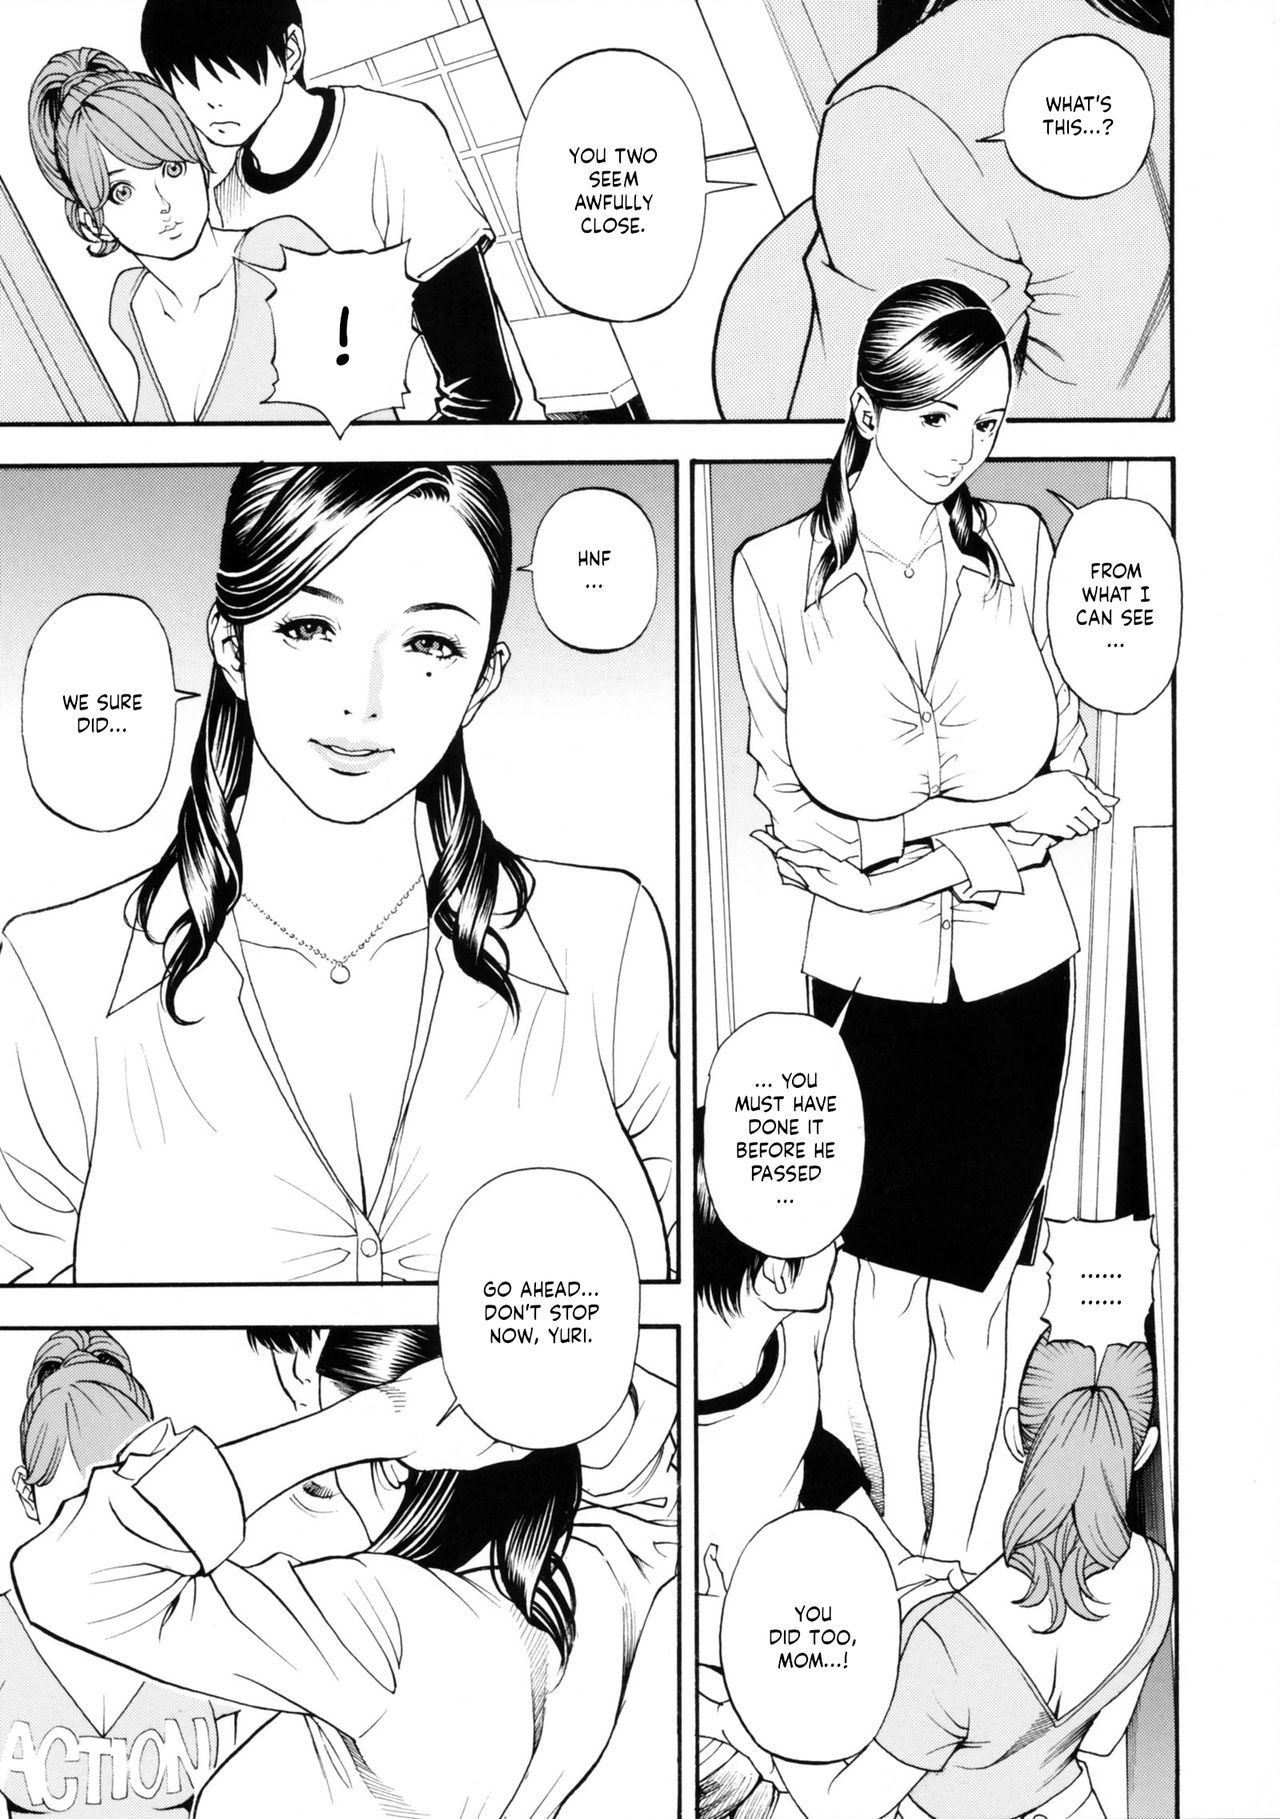 WHAT'S
THIS...?
YOU TWO
SEEM
AWFULLY
CLOSE.
!
FROM
WHAT I
CAN SEE
...
... YOU
MUST HAVE
DONE IT
BEFORE HE
PASSED
...
......
......
YOU
DID TOO,
MOM...!
HNF
...
WE SURE
DID...
GO AHEAD...
DON'T STOP
NOW, YURI.
ACTION